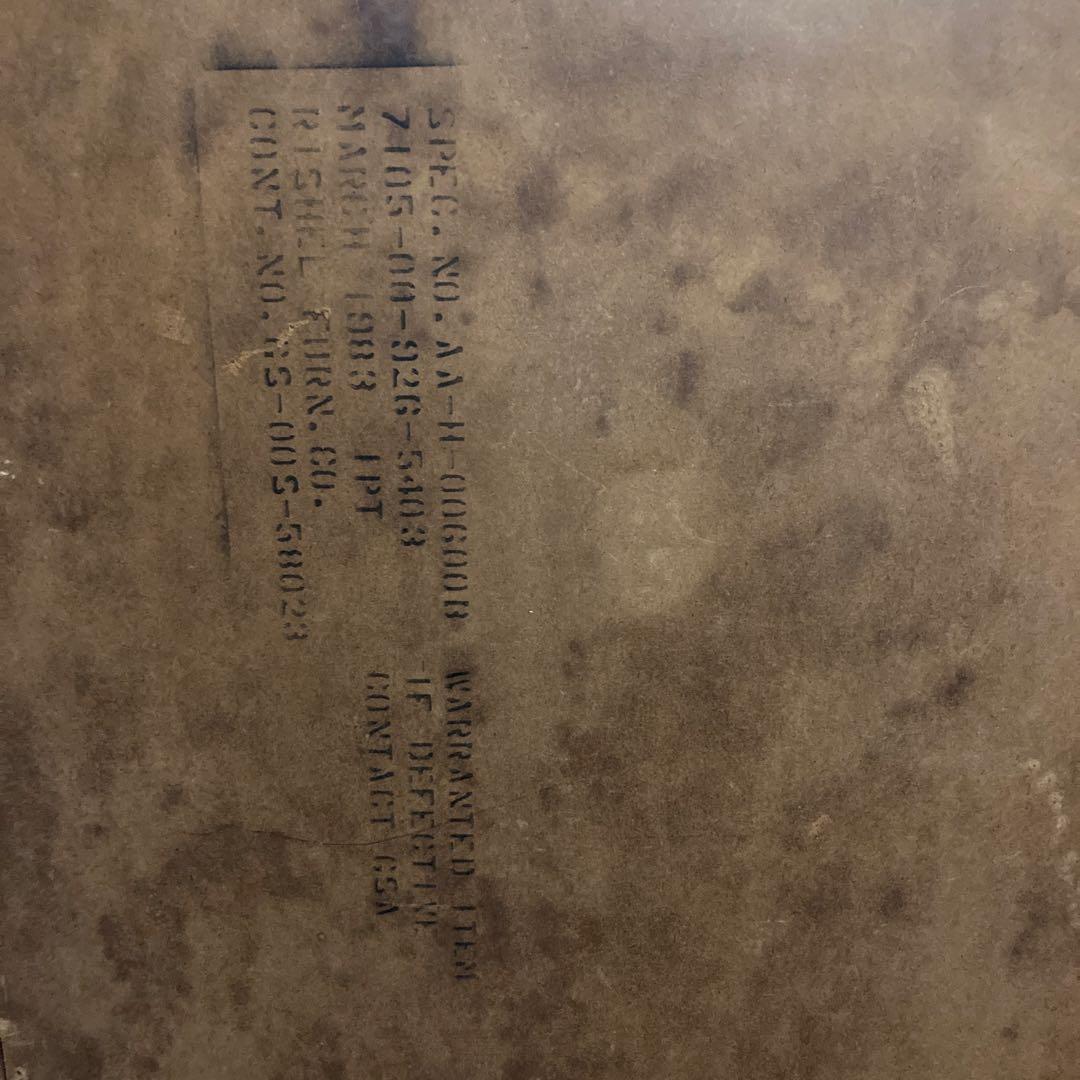 SPEC. NO. AA-H-00600B
7105-00-926-5403
MARCH 1983 1PT
RISHEL FURN. CO.
CONT. NO. GS-00S-58023
WARRANTED ITEM
IF DEFECTIVE
CONTACT GSA